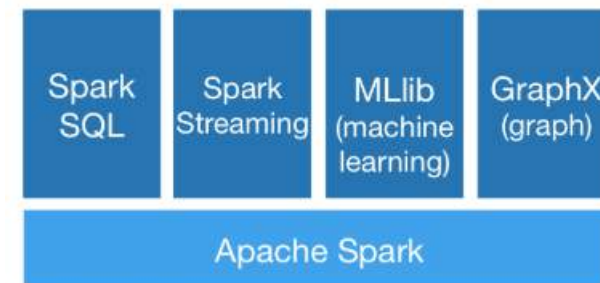 Spark
SQL
Spark
Streaming
MLlib
(machine
learning)
GraphX
(graph)
Apache Spark